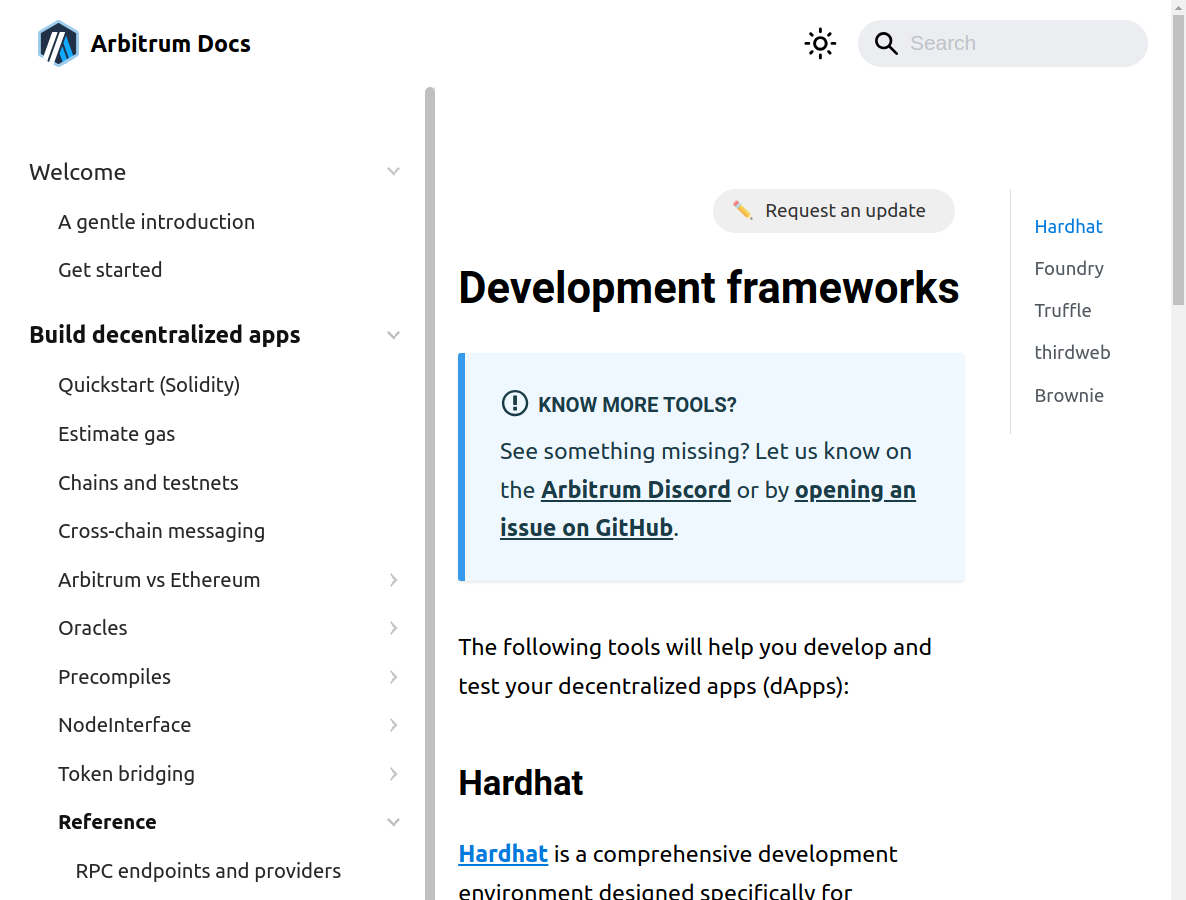 Arbitrum Docs
Search
Welcome
A gentle introduction
Get started
Build decentralized apps
Quickstart (Solidity)
Estimate gas
Chains and testnets
Cross-chain messaging
Arbitrum vs Ethereum
Oracles
Precompiles
NodeInterface
Token bridging
Reference
RPC endpoints and providers
Request an update
Development frameworks
KNOW MORE TOOLS?
See something missing? Let us know on
the Arbitrum Discord or by opening an
issue on GitHub.
The following tools will help you develop and
test your decentralized apps (dApps):
Hardhat
Hardhat is a comprehensive development
environment designed specifically for
Hardhat
Foundry
Truffle
thirdweb
Brownie